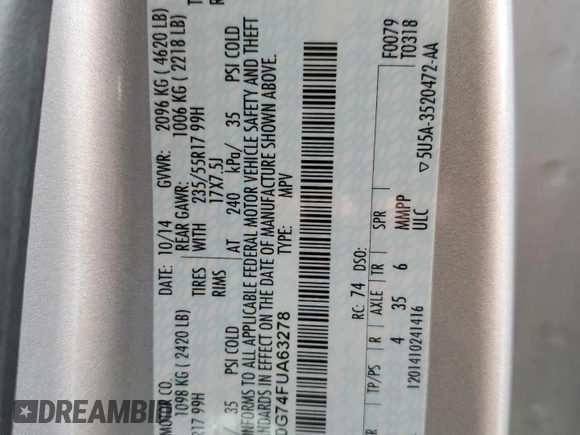 MOTOR CO.
DATE: 10/14 GVWR: 2096 KG ( 4620 LB)
1098 KG ( 2420 LB) REAR GAWR: 1006 KG ( 2218 LB)
R17 99H TIRES WITH 235/55R17 99H
RIMS 17X7.5J
/ 35 PSI COLD AT 240 kPa/ 35 PSI COLD
ONFORMS TO ALL APPLICABLE FEDERAL MOTOR VEHICLE SAFETY AND THEFT
ANDARDS IN EFFECT ON THE DATE OF MANUFACTURE SHOWN ABOVE.
0G74FUA63278 TYPE: MPV
F0079
T0318
RC: 74 DSO:
TP/PS R AXLE TR SPR
4 35 6 MMPP
1201410241416 ULC
▽5U5A-3520472-AA
DREAMBID